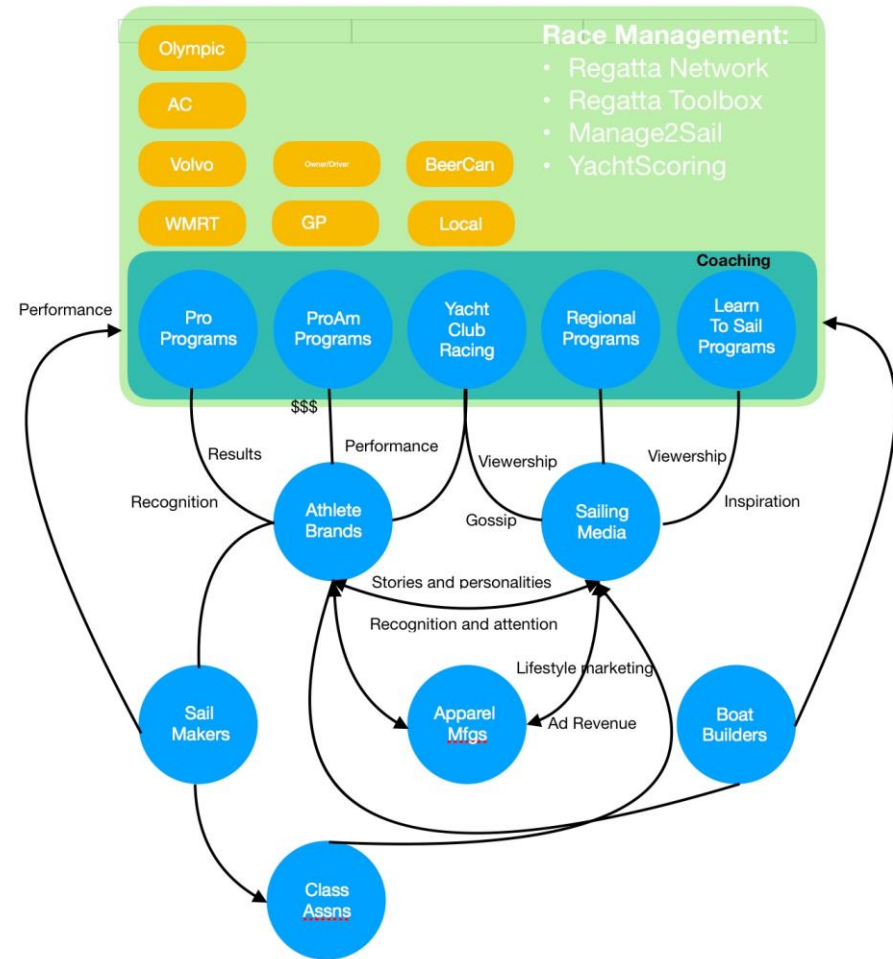 Race Management:
• Regatta Network
• Regatta Toolbox
• Manage2Sail
• YachtScoring
Olympic
AC
Volvo
Owner/Driver
BeerCan
WMRT
GP
Local
Coaching
Performance
Pro
Programs
ProAm
Programs
Yacht
Club
Racing
Regional
Programs
Learn
To Sail
Programs
$$$
Results
Performance
Viewership
Viewership
Recognition
Athlete
Brands
Gossip
Sailing
Media
Inspiration
Stories and personalities
Recognition and attention
Lifestyle marketing
Sail
Makers
Apparel
Mfgs
Ad Revenue
Boat
Builders
Class
Assns